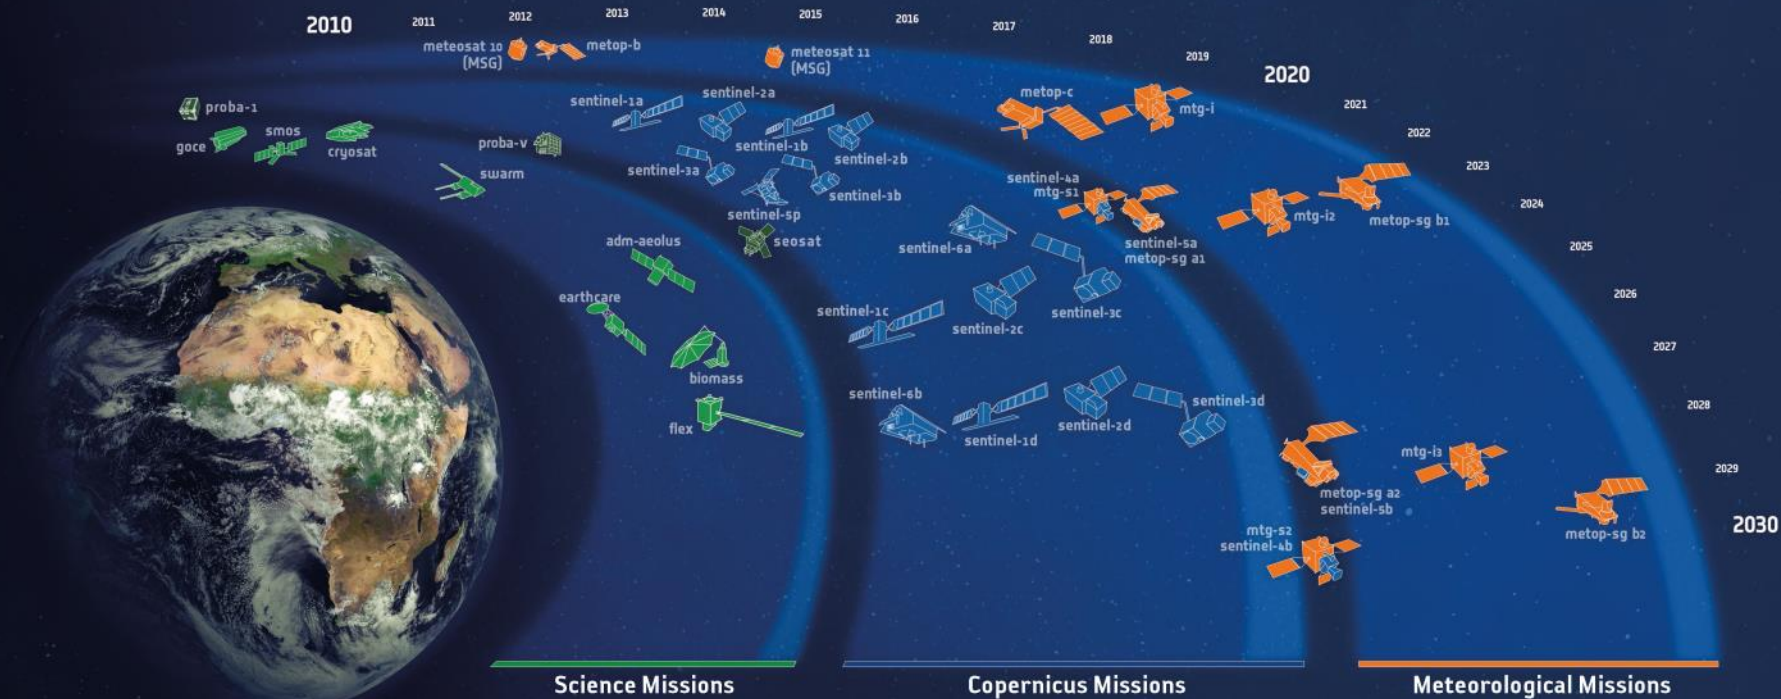 2010
2011
2012
2013
2014
2015
2016
2017
2018
2019
2020
2021
2022
2023
2024
2025
2026
2027
2028
2029
2030
meteosat 10
(MSG)
metop-b
meteosat 11
(MSG)
metop-c
mtg-i
proba-1
goce
smos
cryosat
proba-v
swarm
sentinel-1a
sentinel-2a
sentinel-1b
sentinel-2b
sentinel-3a
sentinel-3b
sentinel-5p
seosat
sentinel-4a
mtg-s1
sentinel-5a
metop-sg a1
mtg-i2
metop-sg b1
adm-aeolus
earthcare
biomass
flex
sentinel-6a
sentinel-1c
sentinel-2c
sentinel-3c
sentinel-6b
sentinel-1d
sentinel-2d
sentinel-3d
metop-sg a2
sentinel-5b
mtg-i3
metop-sg b2
mtg-s2
sentinel-4b
Science Missions
Copernicus Missions
Meteorological Missions